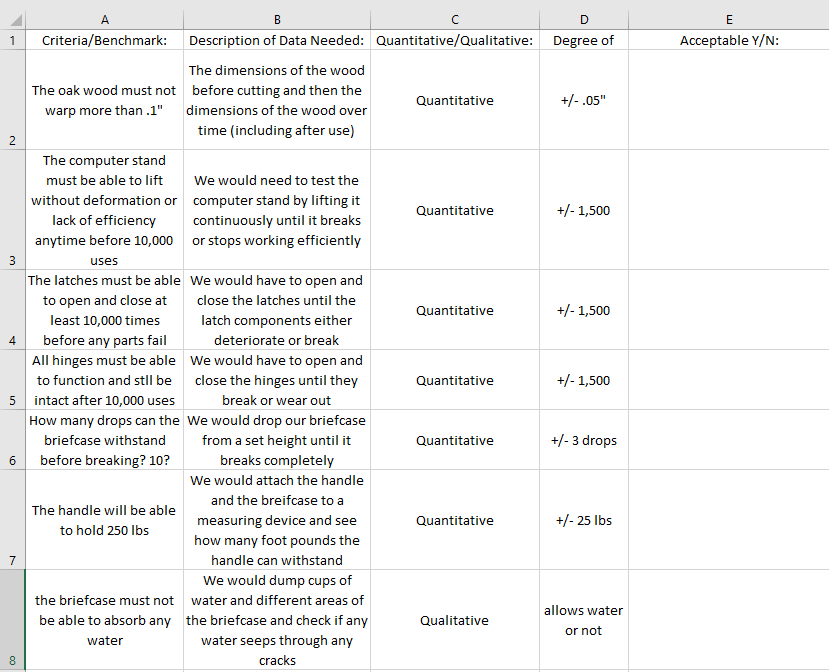 A B C D E
1 Criteria/Benchmark: Description of Data Needed: Quantitative/Qualitative: Degree of Acceptable Y/N:
The oak wood must not
warp more than .1"
The dimensions of the wood
before cutting and then the
dimensions of the wood over
time (including after use)
Quantitative
+/- .05"
2
The computer stand
must be able to lift
without deformation or
lack of efficiency
anytime before 10,000
uses
We would need to test the
computer stand by lifting it
continuously until it breaks
or stops working efficiently
Quantitative
+/- 1,500
3
The latches must be able
to open and close at
least 10,000 times
before any parts fail
We would have to open and
close the latches until the
latch components either
deteriorate or break
Quantitative
+/- 1,500
4
All hinges must be able
to function and stll be
intact after 10,000 uses
We would have to open and
close the hinges until they
break or wear out
Quantitative
+/- 1,500
5
How many drops can the
briefcase withstand
before breaking? 10?
We would drop our briefcase
from a set height until it
breaks completely
Quantitative
+/- 3 drops
6
The handle will be able
to hold 250 lbs
We would attach the handle
and the breifcase to a
measuring device and see
how many foot pounds the
handle can withstand
Quantitative
+/- 25 lbs
7
the briefcase must not
be able to absorb any
water
We would dump cups of
water and different areas of
the briefcase and check if any
water seeps through any
cracks
Qualitative
allows water
or not
8